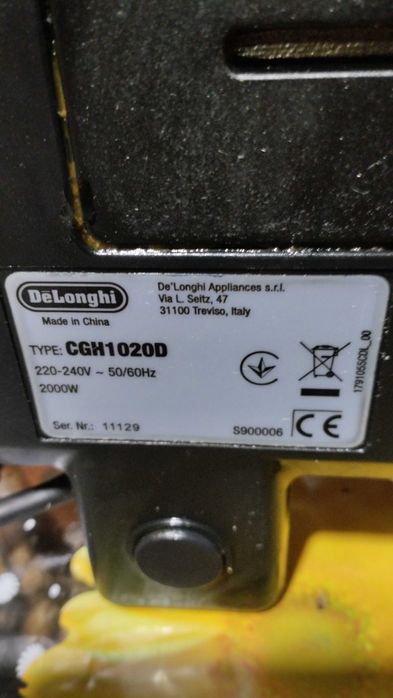 DeLonghi
De'Longhi Appliances s.r.l.
Via L. Seitz, 47
31100 Treviso, Italy
Made in China
TYPE: CGH1020D
220-240V ~ 50/60Hz
2000W
Ser. Nr.: 11129
S900006
CE
179105SCDL_00